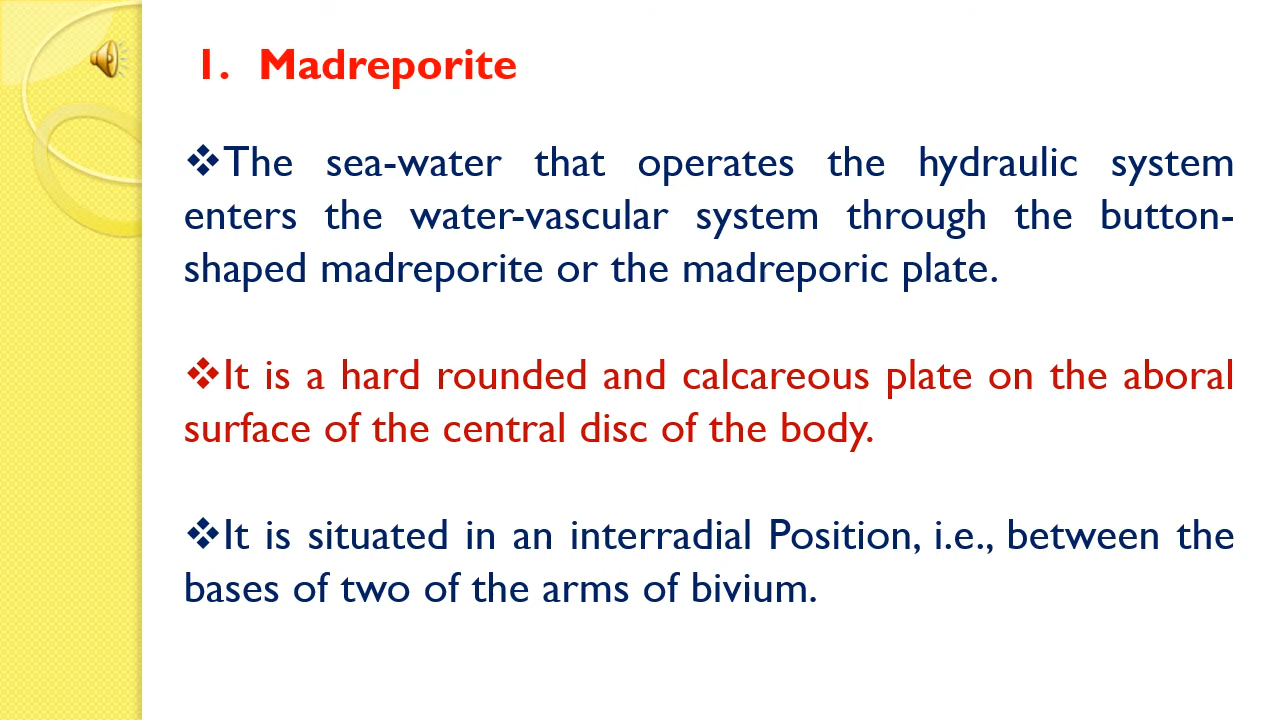 1. Madreporite
❖The sea-water that operates the hydraulic system
enters the water-vascular system through the button-
shaped madreporite or the madreporic plate.
❖It is a hard rounded and calcareous plate on the aboral
surface of the central disc of the body.
❖It is situated in an interradial Position, i.e., between the
bases of two of the arms of bivium.